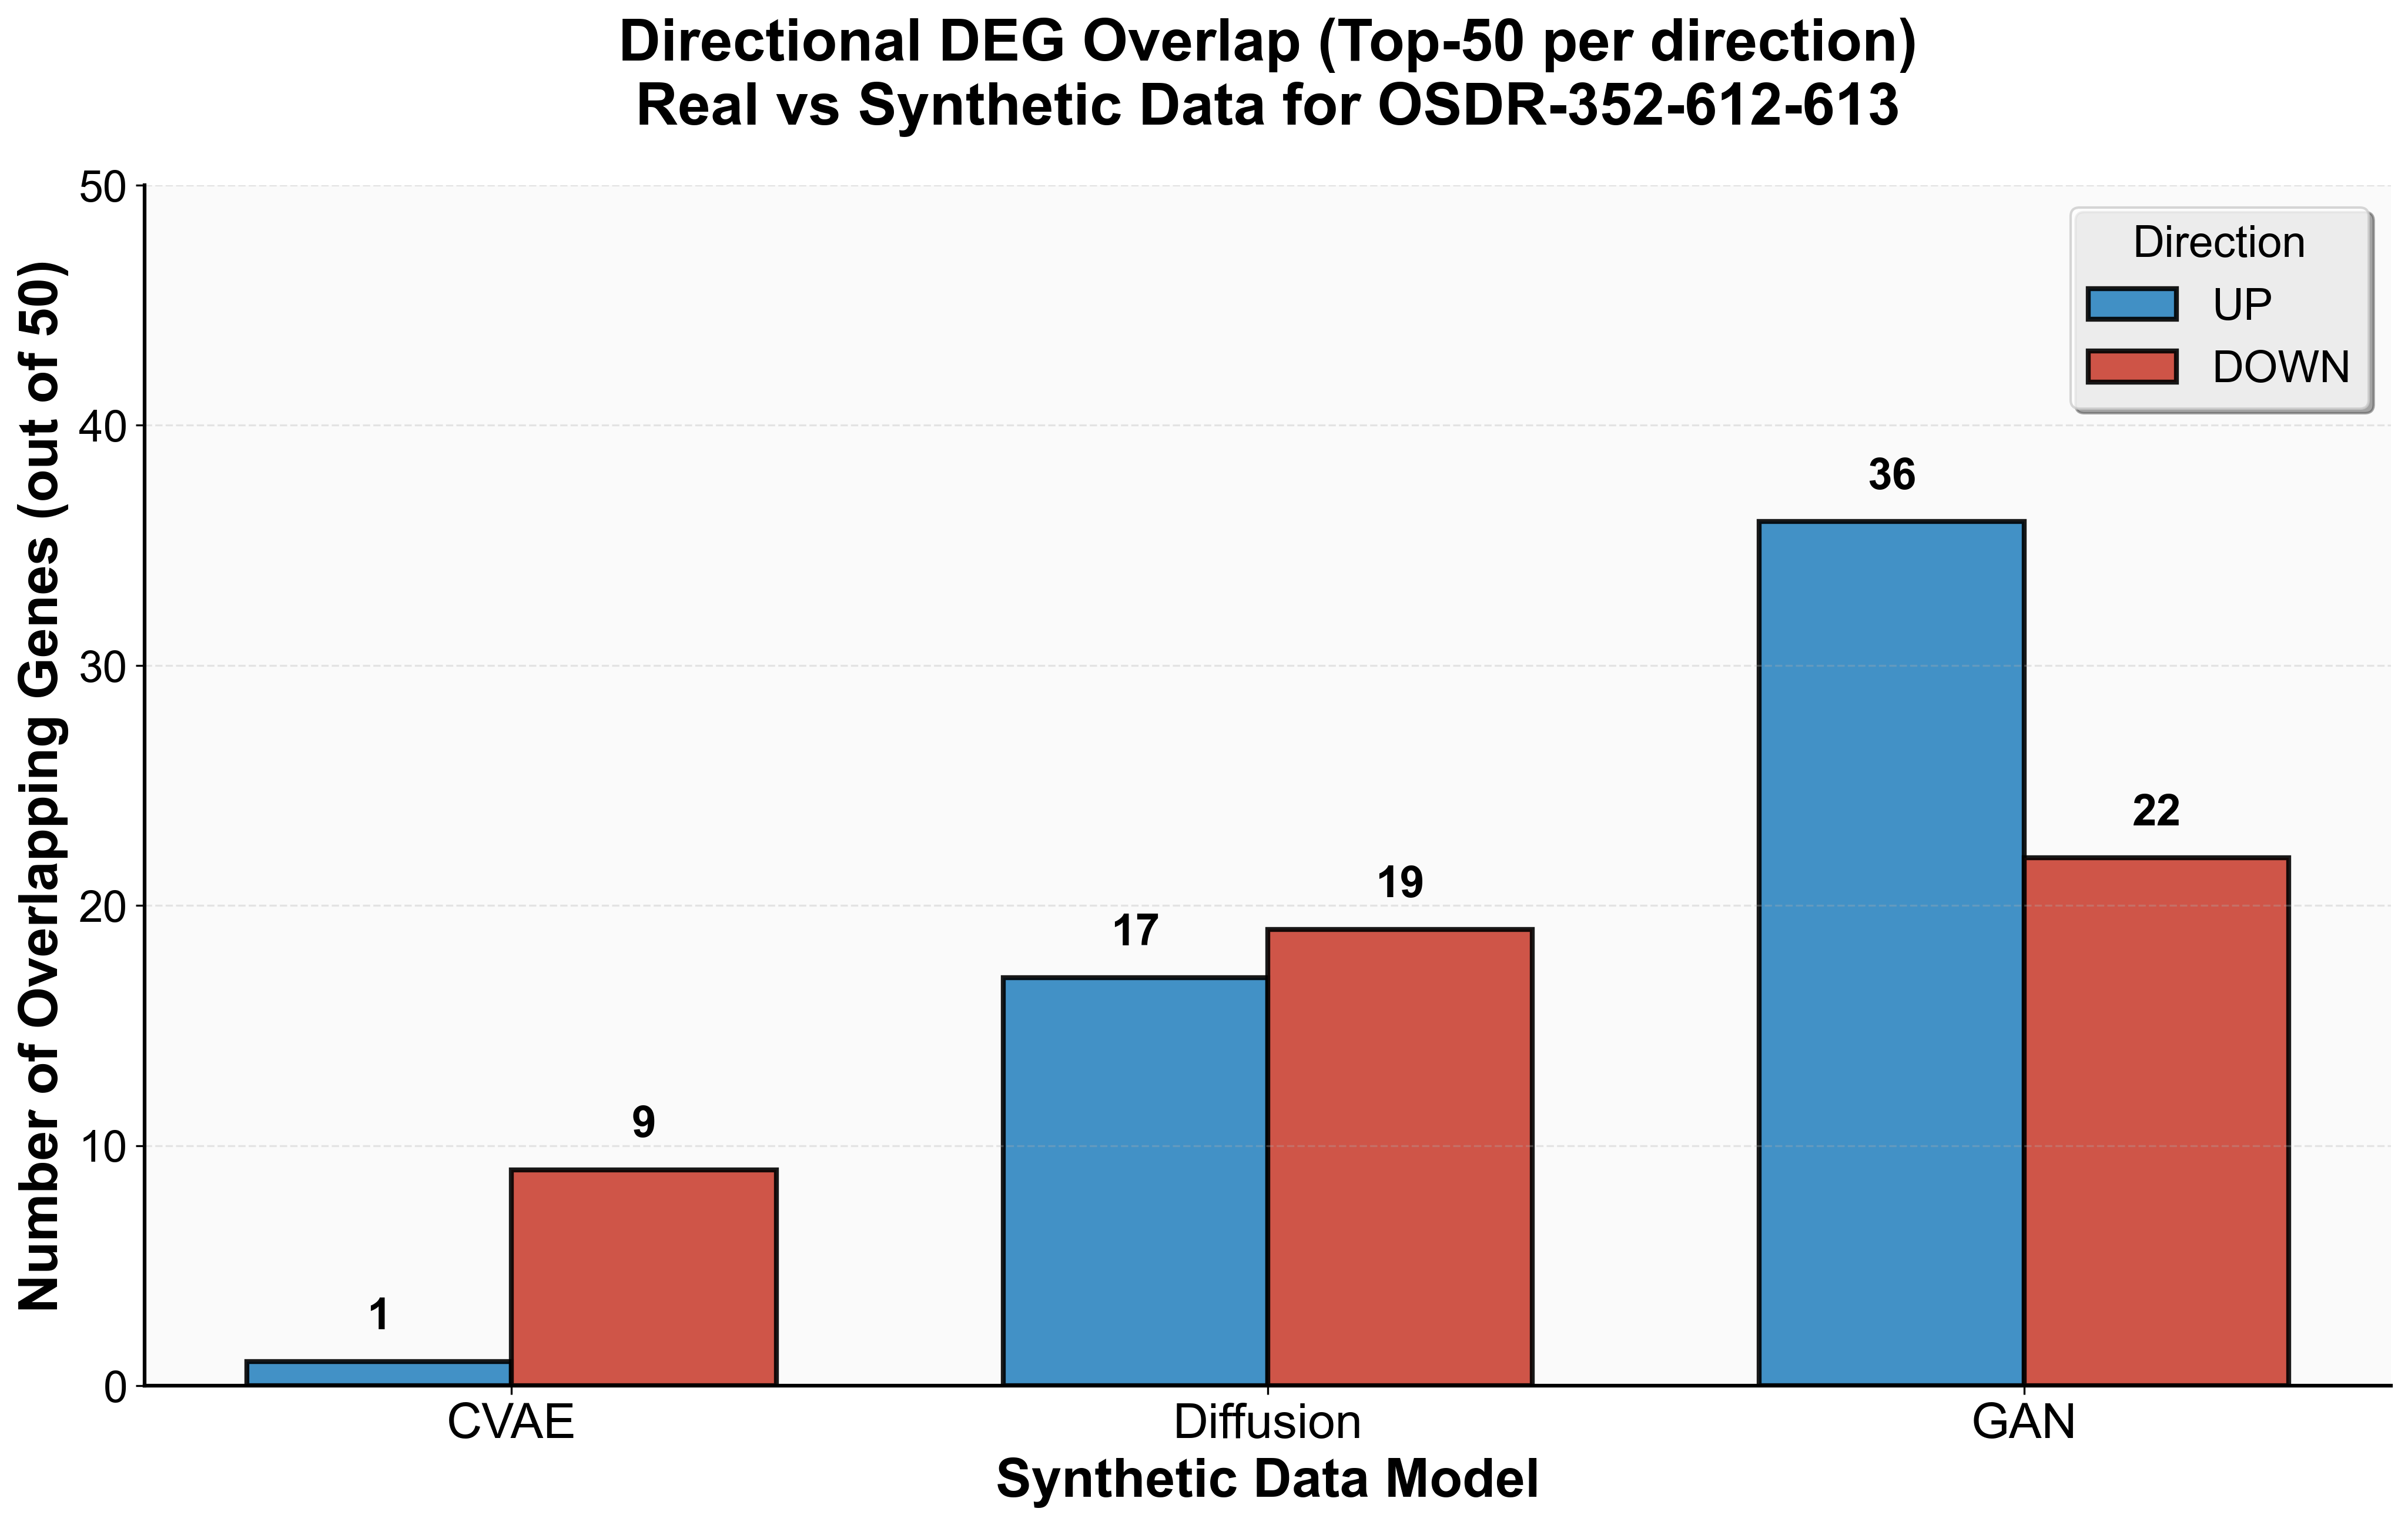 Directional DEG Overlap (Top-50 per direction)
Real vs Synthetic Data for OSDR-352-612-613
Number of Overlapping Genes (out of 50)
50
40
30
20
10
0
Direction
UP
DOWN
1
9
17
19
36
22
CVAE
Diffusion
GAN
Synthetic Data Model